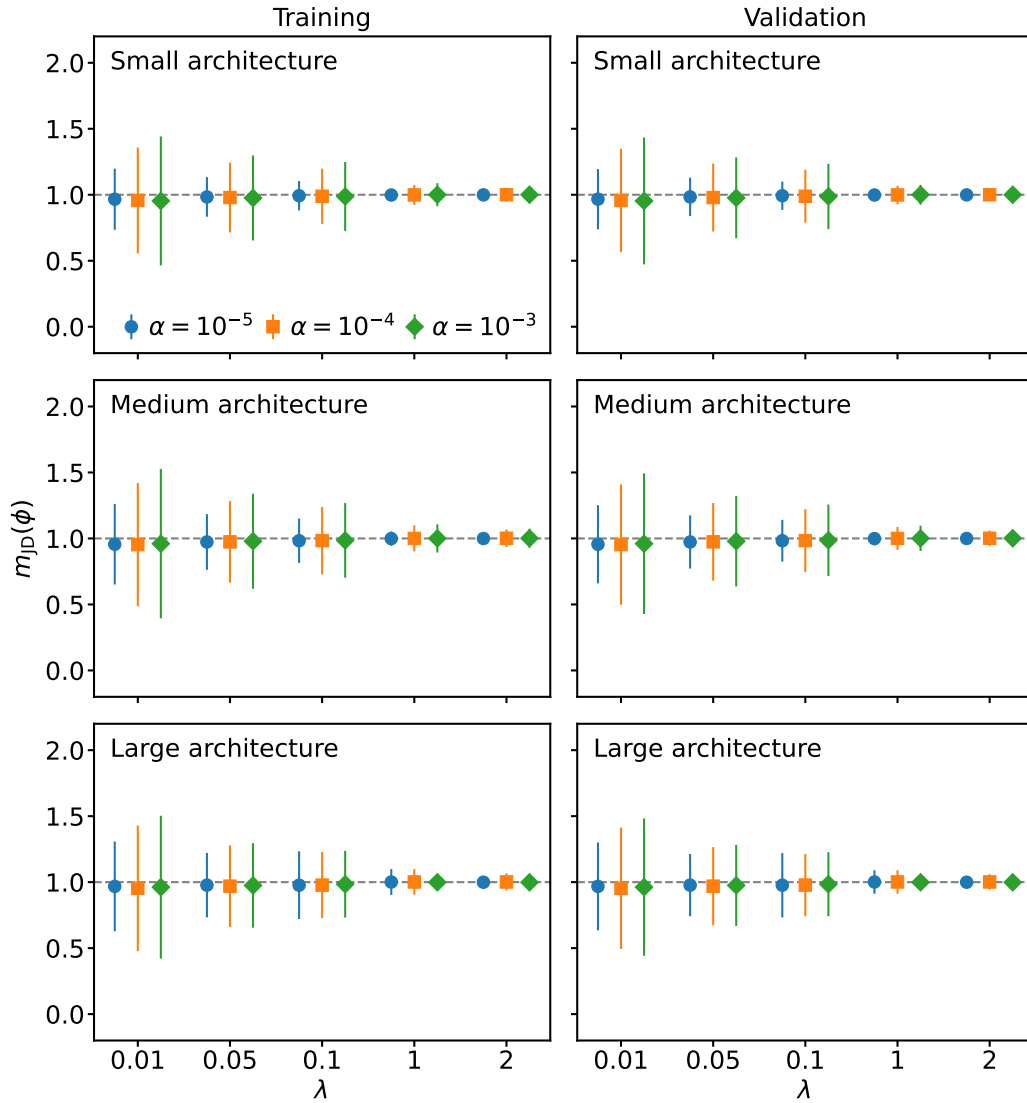 Training Validation
Small architecture Small architecture
2.0
1.5
1.0
0.5
0.0
α = 10⁻⁵ α = 10⁻⁴ α = 10⁻³
Medium architecture Medium architecture
2.0
1.5
1.0
0.5
0.0
m_JD(ϕ)
Large architecture Large architecture
2.0
1.5
1.0
0.5
0.0
0.01 0.05 0.1 1 2 0.01 0.05 0.1 1 2
λ λ